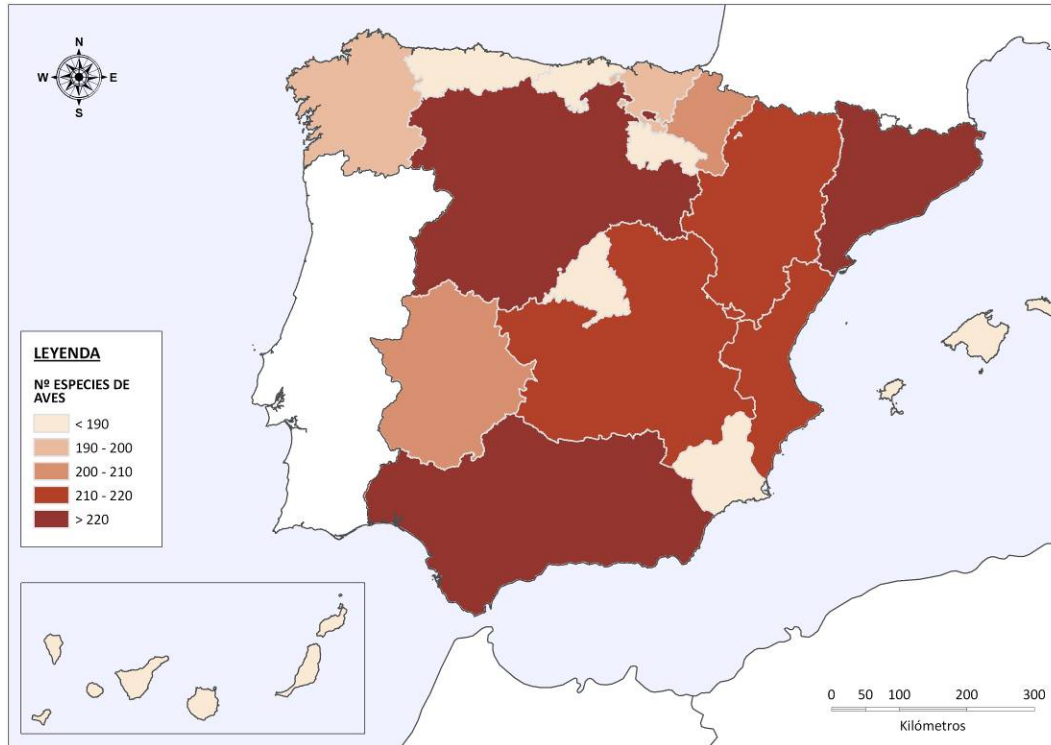 N
W E
S
LEYENDA
Nº ESPECIES DE
AVES
< 190
190 - 200
200 - 210
210 - 220
> 220
0 50 100 200 300
Kilómetros